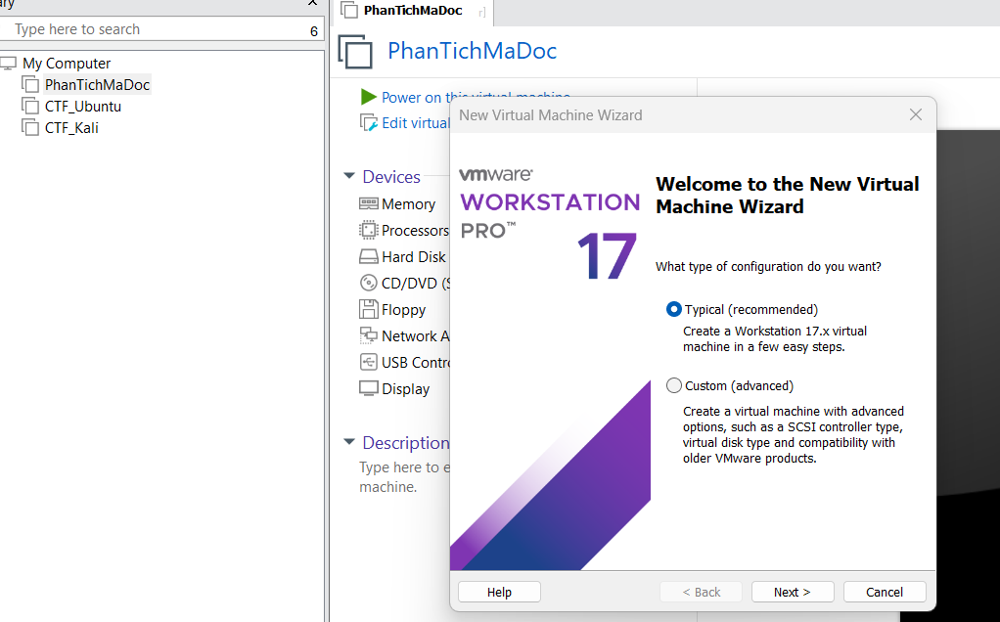 ry
PhanTichMaDoc
Type here to search
6
My Computer
PhanTichMaDoc
CTF_Ubuntu
CTF_Kali
PhanTichMaDoc
Power on this virtual machine
Edit virtual
Devices
Memory
Processors
Hard Disk
CD/DVD (S
Floppy
Network A
USB Contro
Display
Description
Type here to e
machine.
New Virtual Machine Wizard
vmware®
WORKSTATION
PRO™
17
Welcome to the New Virtual
Machine Wizard
What type of configuration do you want?
Typical (recommended)
Create a Workstation 17.x virtual
machine in a few easy steps.
Custom (advanced)
Create a virtual machine with advanced
options, such as a SCSI controller type,
virtual disk type and compatibility with
older VMware products.
Help
< Back
Next >
Cancel